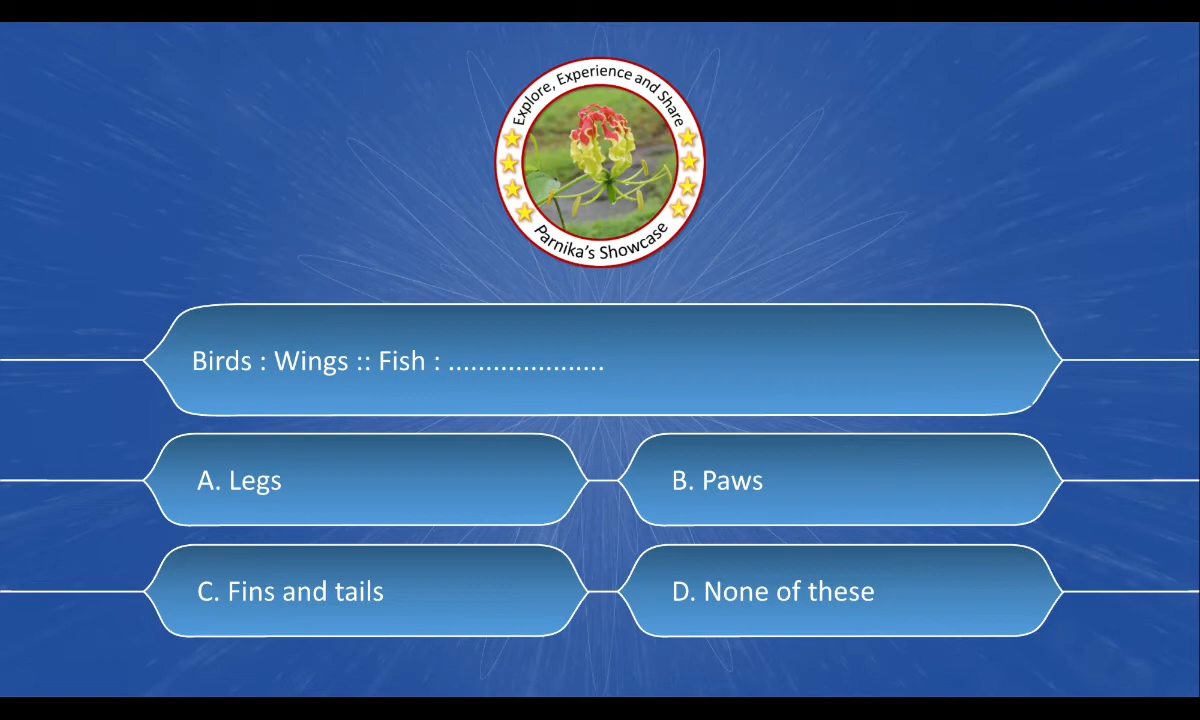 Explore, Experience and Share
Parnika's Showcase
Birds : Wings :: Fish : .....................
A. Legs
B. Paws
C. Fins and tails
D. None of these